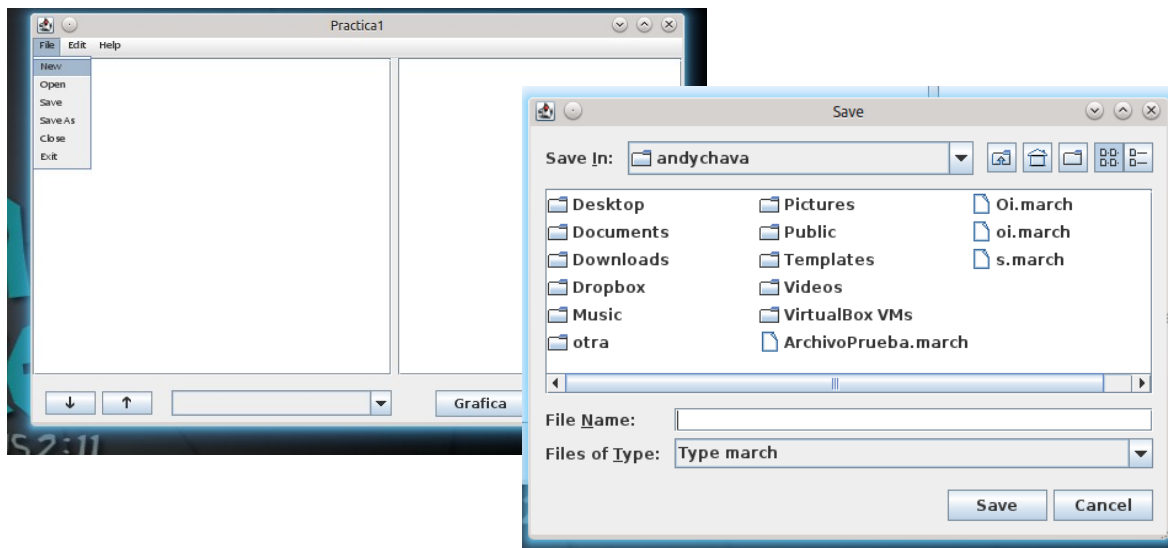 Practica1
File Edit Help
New
Open
Save
Save As
Close
Exit
Grafica
S 2:11
Save
Save In: andychava
Desktop Pictures Oi.march
Documents Public oi.march
Downloads Templates s.march
Dropbox Videos
Music VirtualBox VMs
otra ArchivoPrueba.march
File Name:
Files of Type: Type march
Save Cancel